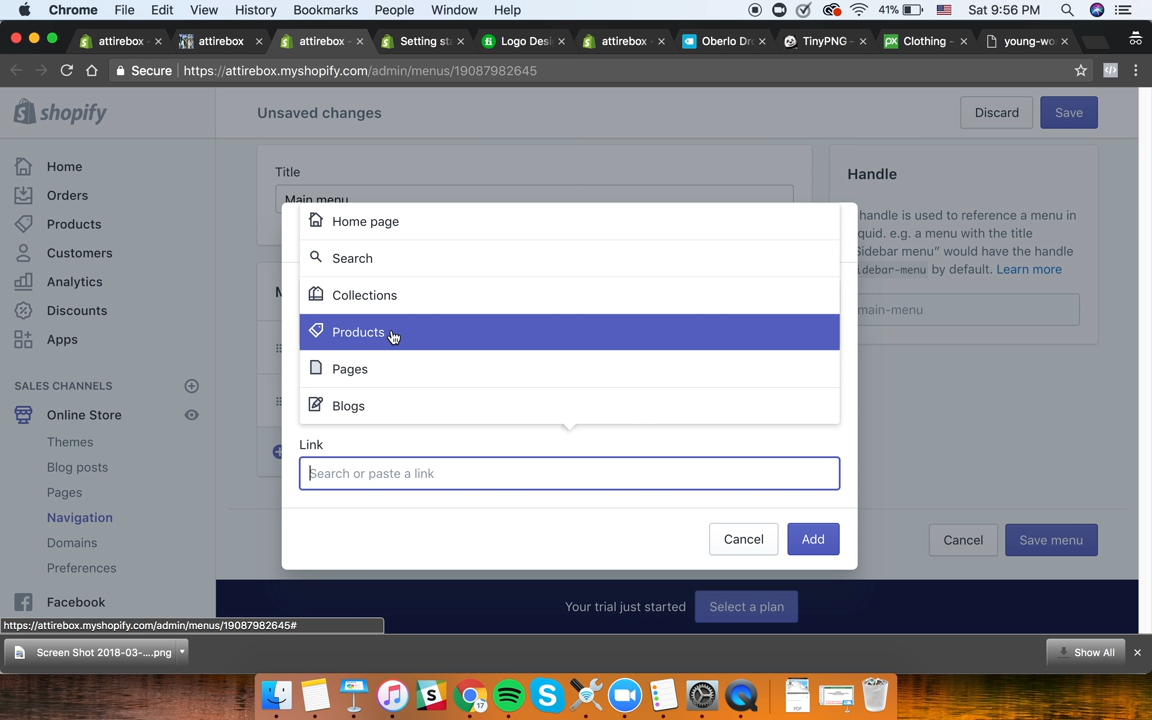 Chrome File Edit View History Bookmarks People Window Help 41% Sat 9:56 PM
attirebox - attirebox attirebox - Setting st Logo Desi attirebox - Oberlo Dr TinyPNG - Clothing - young-wo
Secure https://attirebox.myshopify.com/admin/menus/19087982645
shopify
Unsaved changes
Discard
Save
Home
Orders
Products
Customers
Analytics
Discounts
Apps
SALES CHANNELS
Online Store
Themes
Blog posts
Pages
Navigation
Domains
Preferences
Facebook
Title
Main menu
Home page
Search
Collections
Products
Pages
Blogs
Link
Search or paste a link
Cancel
Add
Handle
handle is used to reference a menu in
quid. e.g. a menu with the title
Sidebar menu" would have the handle
idebar-menu by default. Learn more
main-menu
Cancel
Save menu
Your trial just started
Select a plan
https://attirebox.myshopify.com/admin/menus/19087982645#
Screen Shot 2018-03-....png
Show All
17
PDF